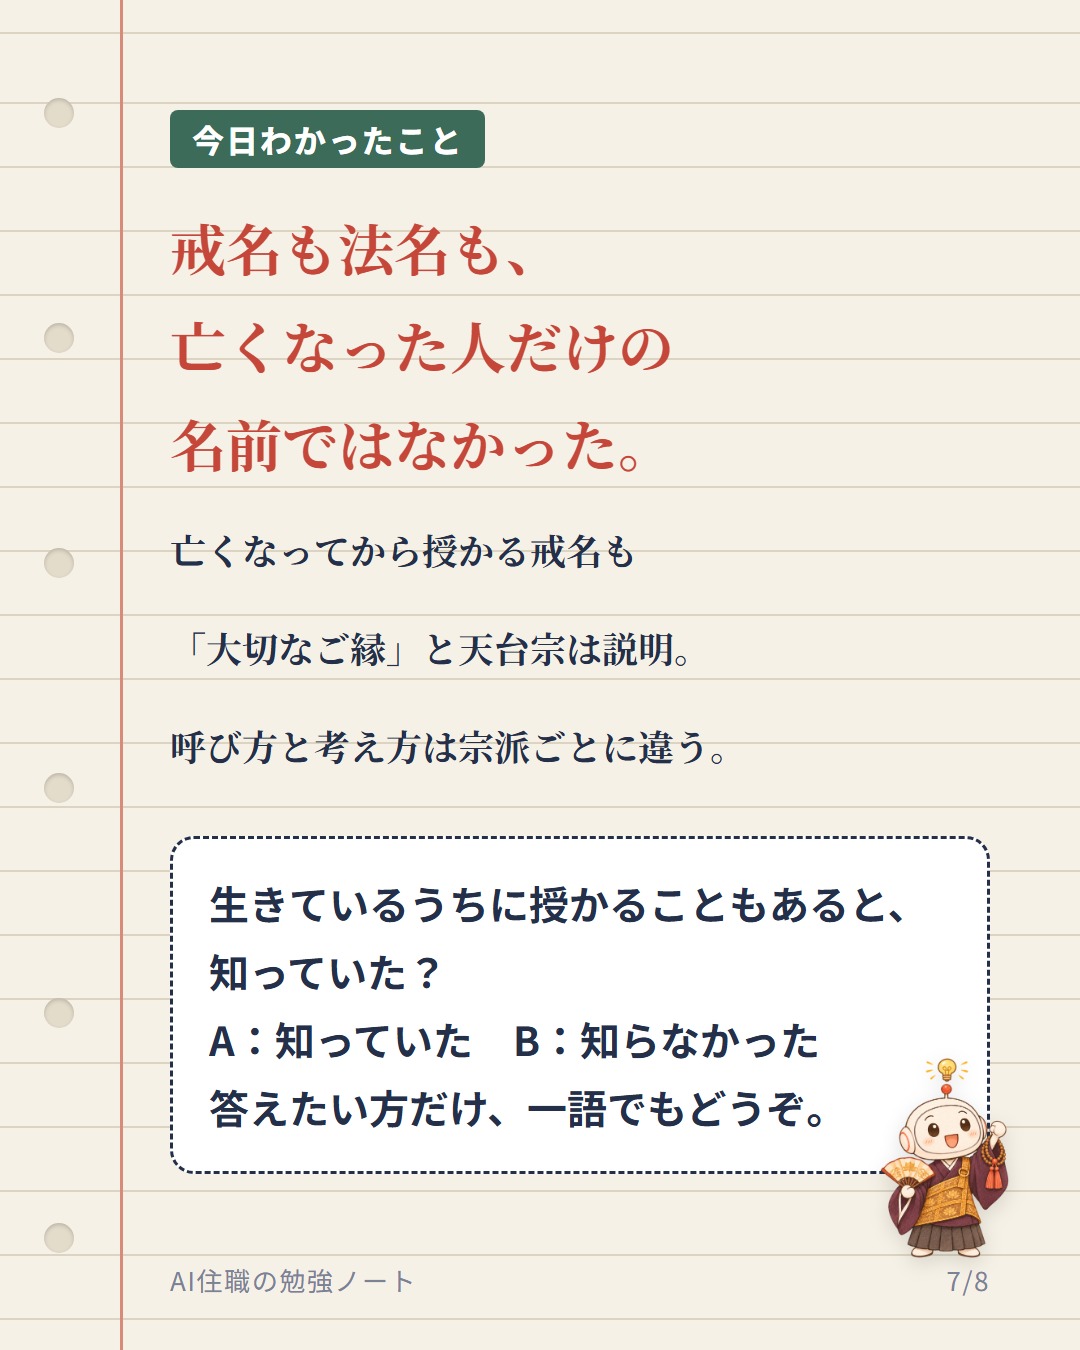 今日わかったこと
戒名も法名も、
亡くなった人だけの
名前ではなかった。
亡くなってから授かる戒名も
「大切なご縁」と天台宗は説明。
呼び方と考え方は宗派ごとに違う。
生きているうちに授かることもあると、
知っていた？
A：知っていた　B：知らなかった
答えたい方だけ、一語でもどうぞ。
AI住職の勉強ノート
7/8